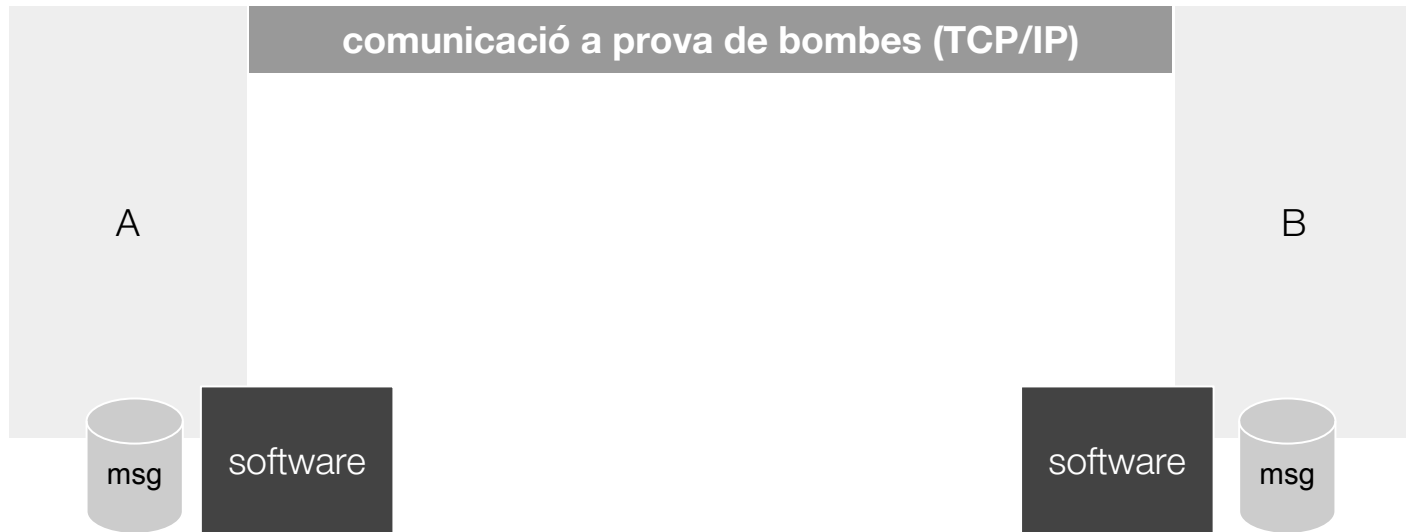 comunicació a prova de bombes (TCP/IP)
A
B
msg
software
software
msg